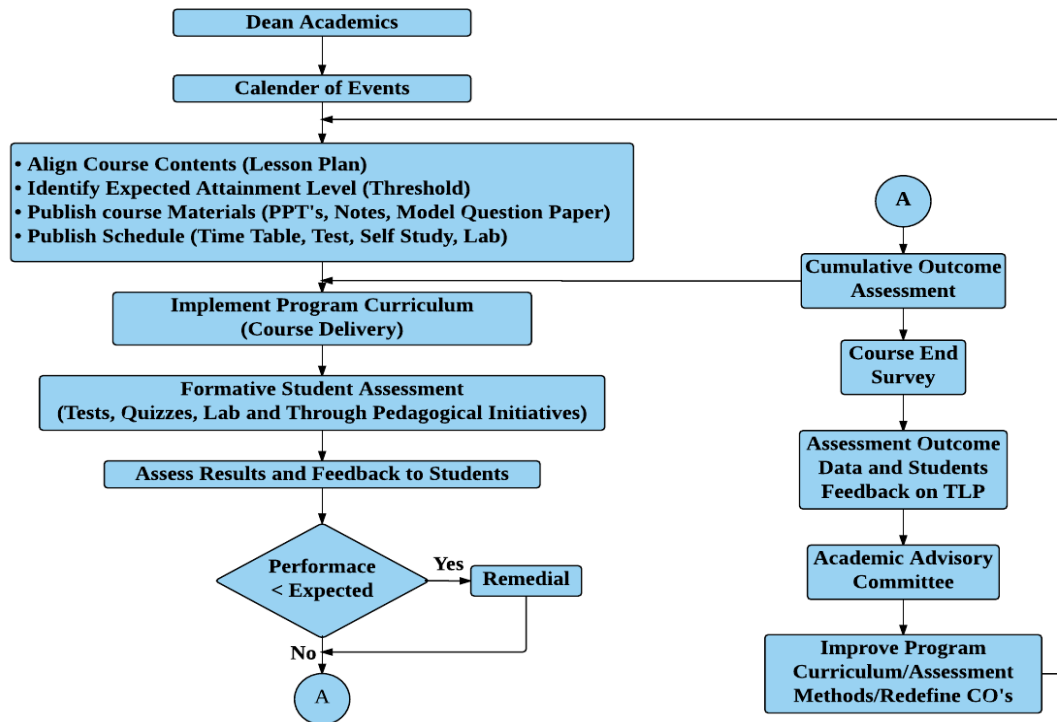 Dean Academics
Calender of Events
• Align Course Contents (Lesson Plan)
• Identify Expected Attainment Level (Threshold)
• Publish course Materials (PPT's, Notes, Model Question Paper)
• Publish Schedule (Time Table, Test, Self Study, Lab)
Implement Program Curriculum
(Course Delivery)
Formative Student Assessment
(Tests, Quizzes, Lab and Through Pedagogical Initiatives)
Assess Results and Feedback to Students
Performace
< Expected
Yes
Remedial
No
A
A
Cumulative Outcome
Assessment
Course End
Survey
Assessment Outcome
Data and Students
Feedback on TLP
Academic Advisory
Committee
Improve Program
Curriculum/Assessment
Methods/Redefine CO's